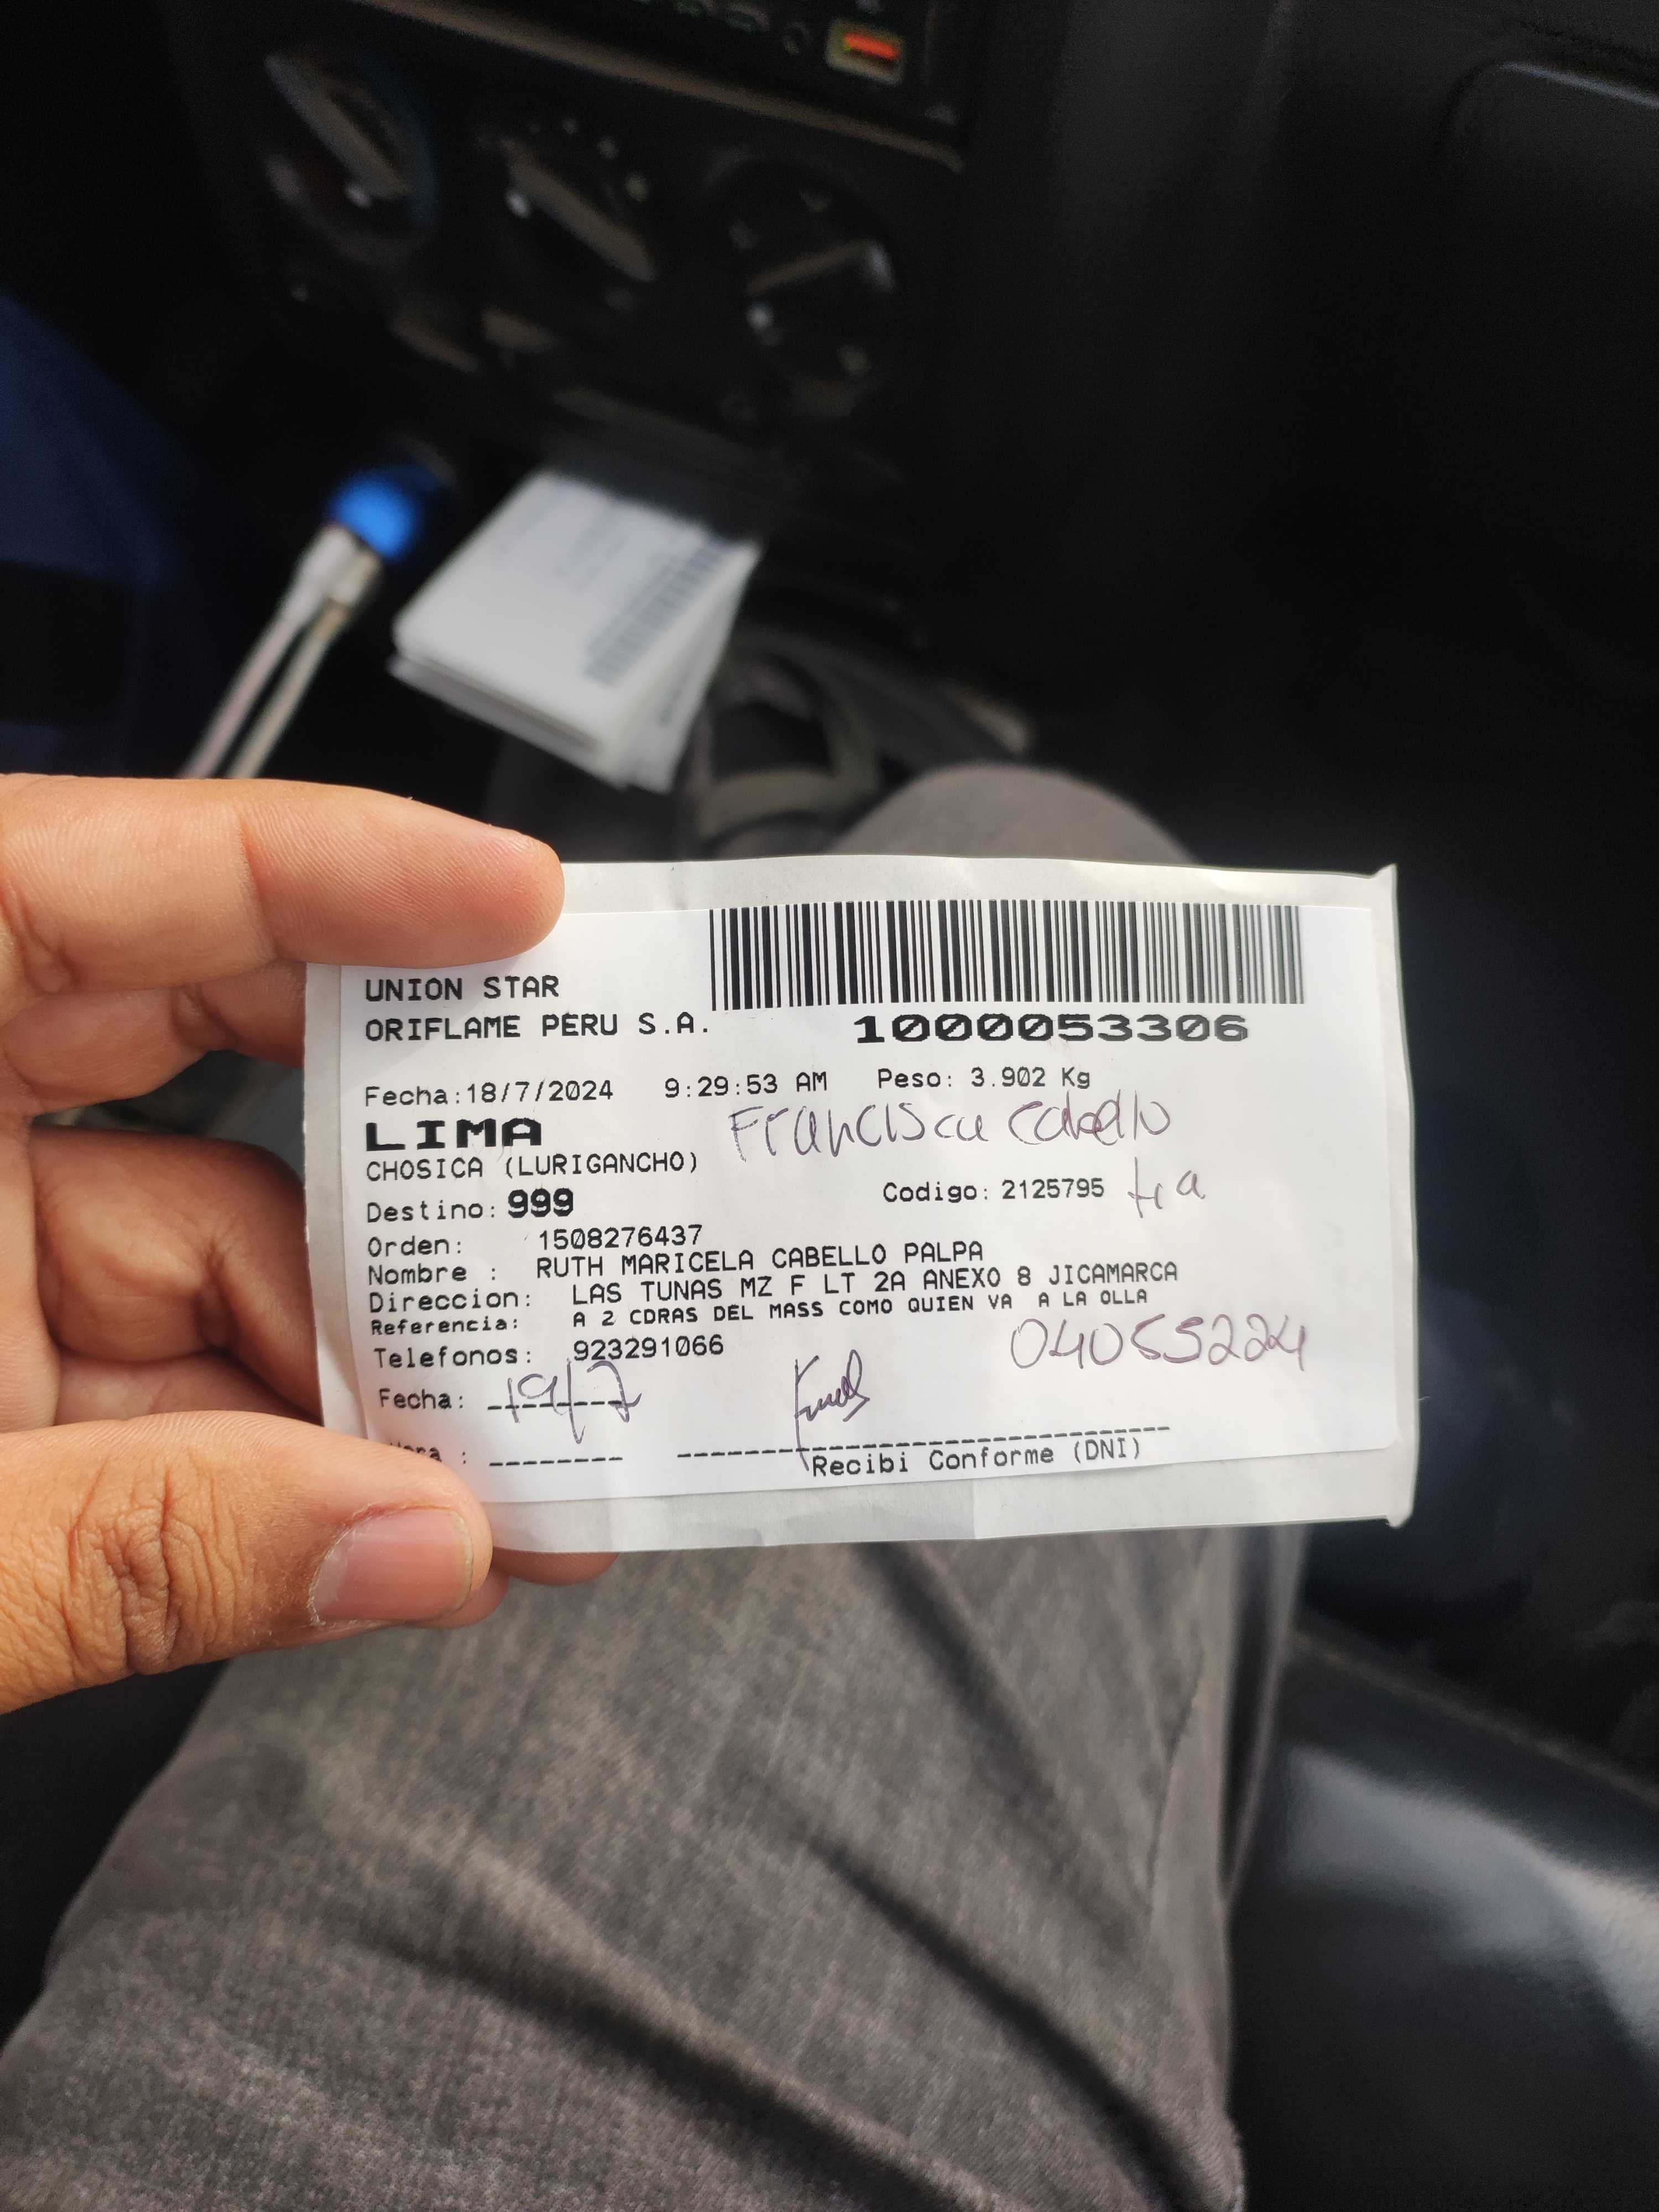 UNION STAR
ORIFLAME PERU S.A.
1000053306
Fecha:18/7/2024 9:29:53 AM Peso: 3.902 Kg
LIMA
Francisca Cabello
CHOSICA (LURIGANCHO)
Destino: 999 Codigo: 2125795 tia
Orden: 1508276437
Nombre : RUTH MARICELA CABELLO PALPA
Direccion: LAS TUNAS MZ F LT 2A ANEXO 8 JICAMARCA
Referencia: A 2 CDRAS DEL MASS COMO QUIEN VA A LA OLLA
Telefonos: 923291066 04055224
Fecha: 19/7
: Recibi Conforme (DNI)